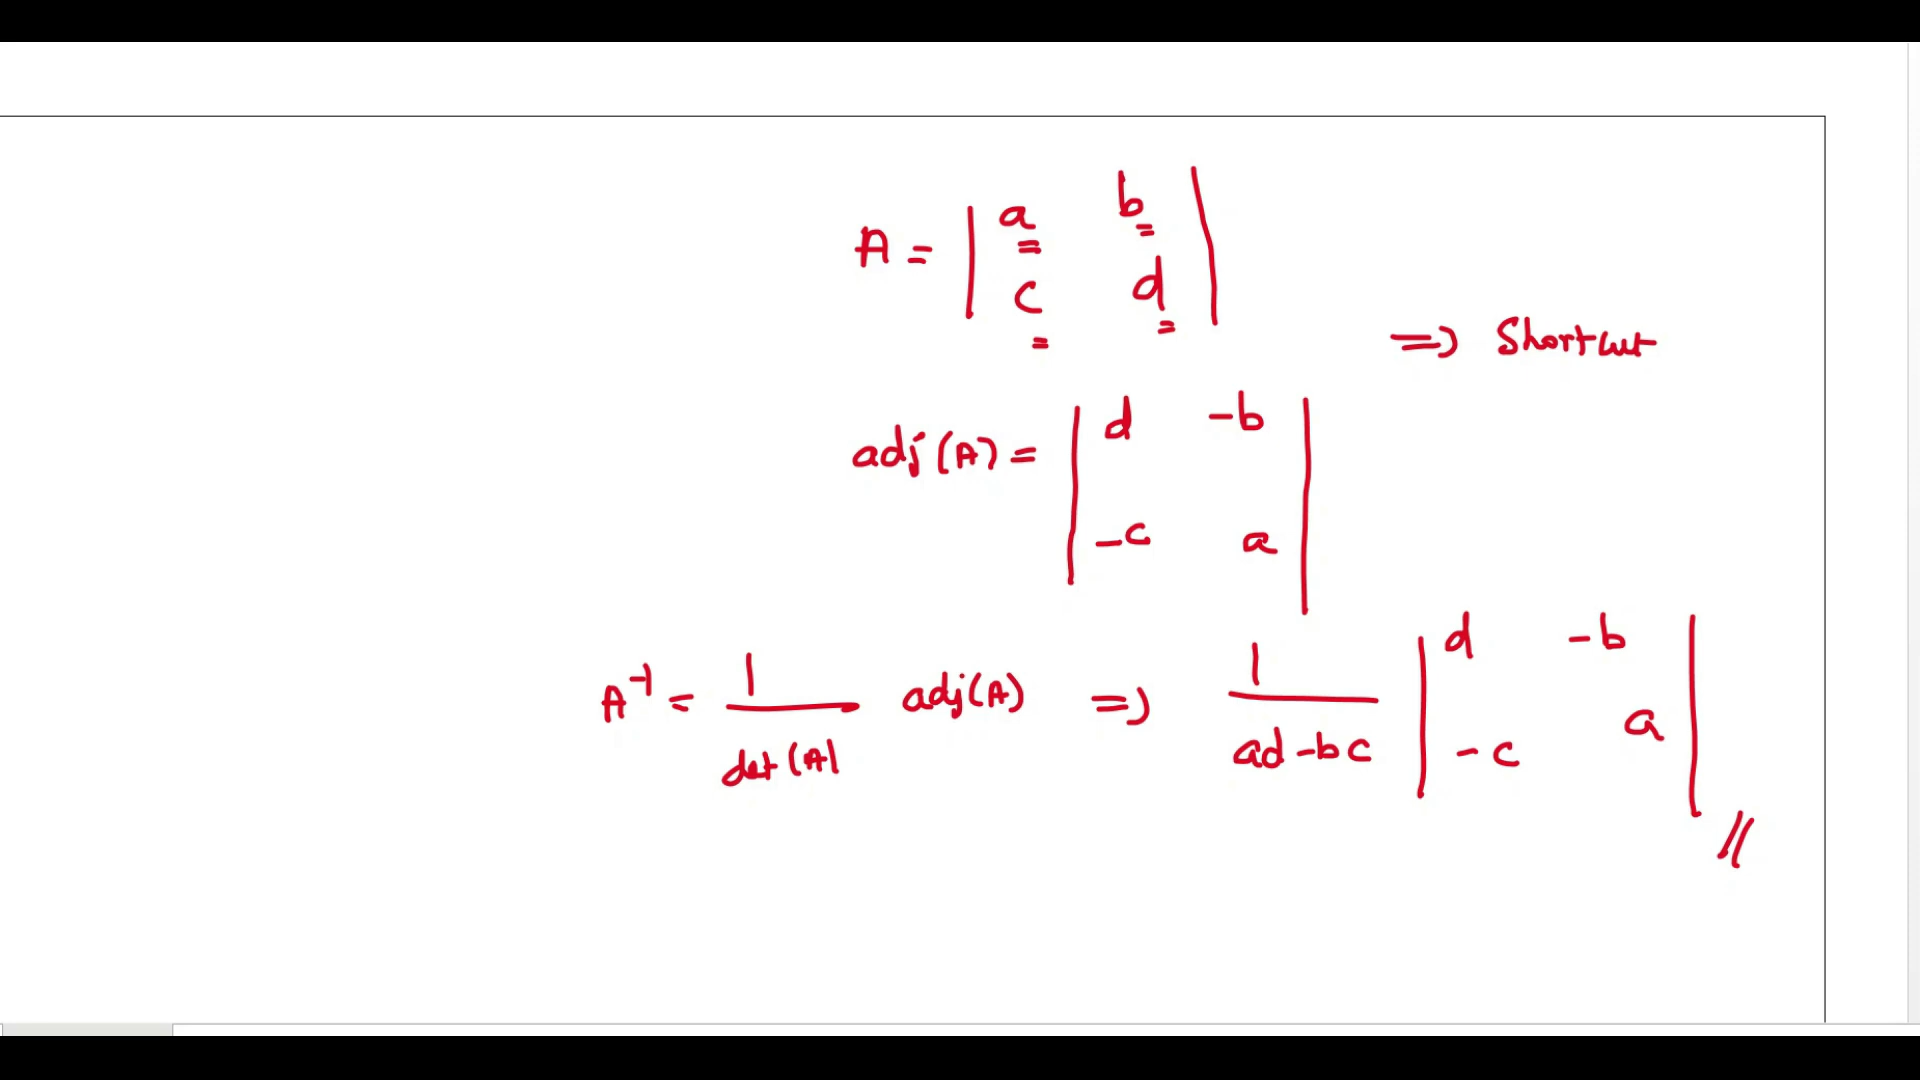 A = | a b |
| c d |
=> Shortcut
adj(A) = | d -b |
| -c a |
A^-1 = 1/det(A) adj(A) => 1/ad-bc | d -b |
| -c a | //